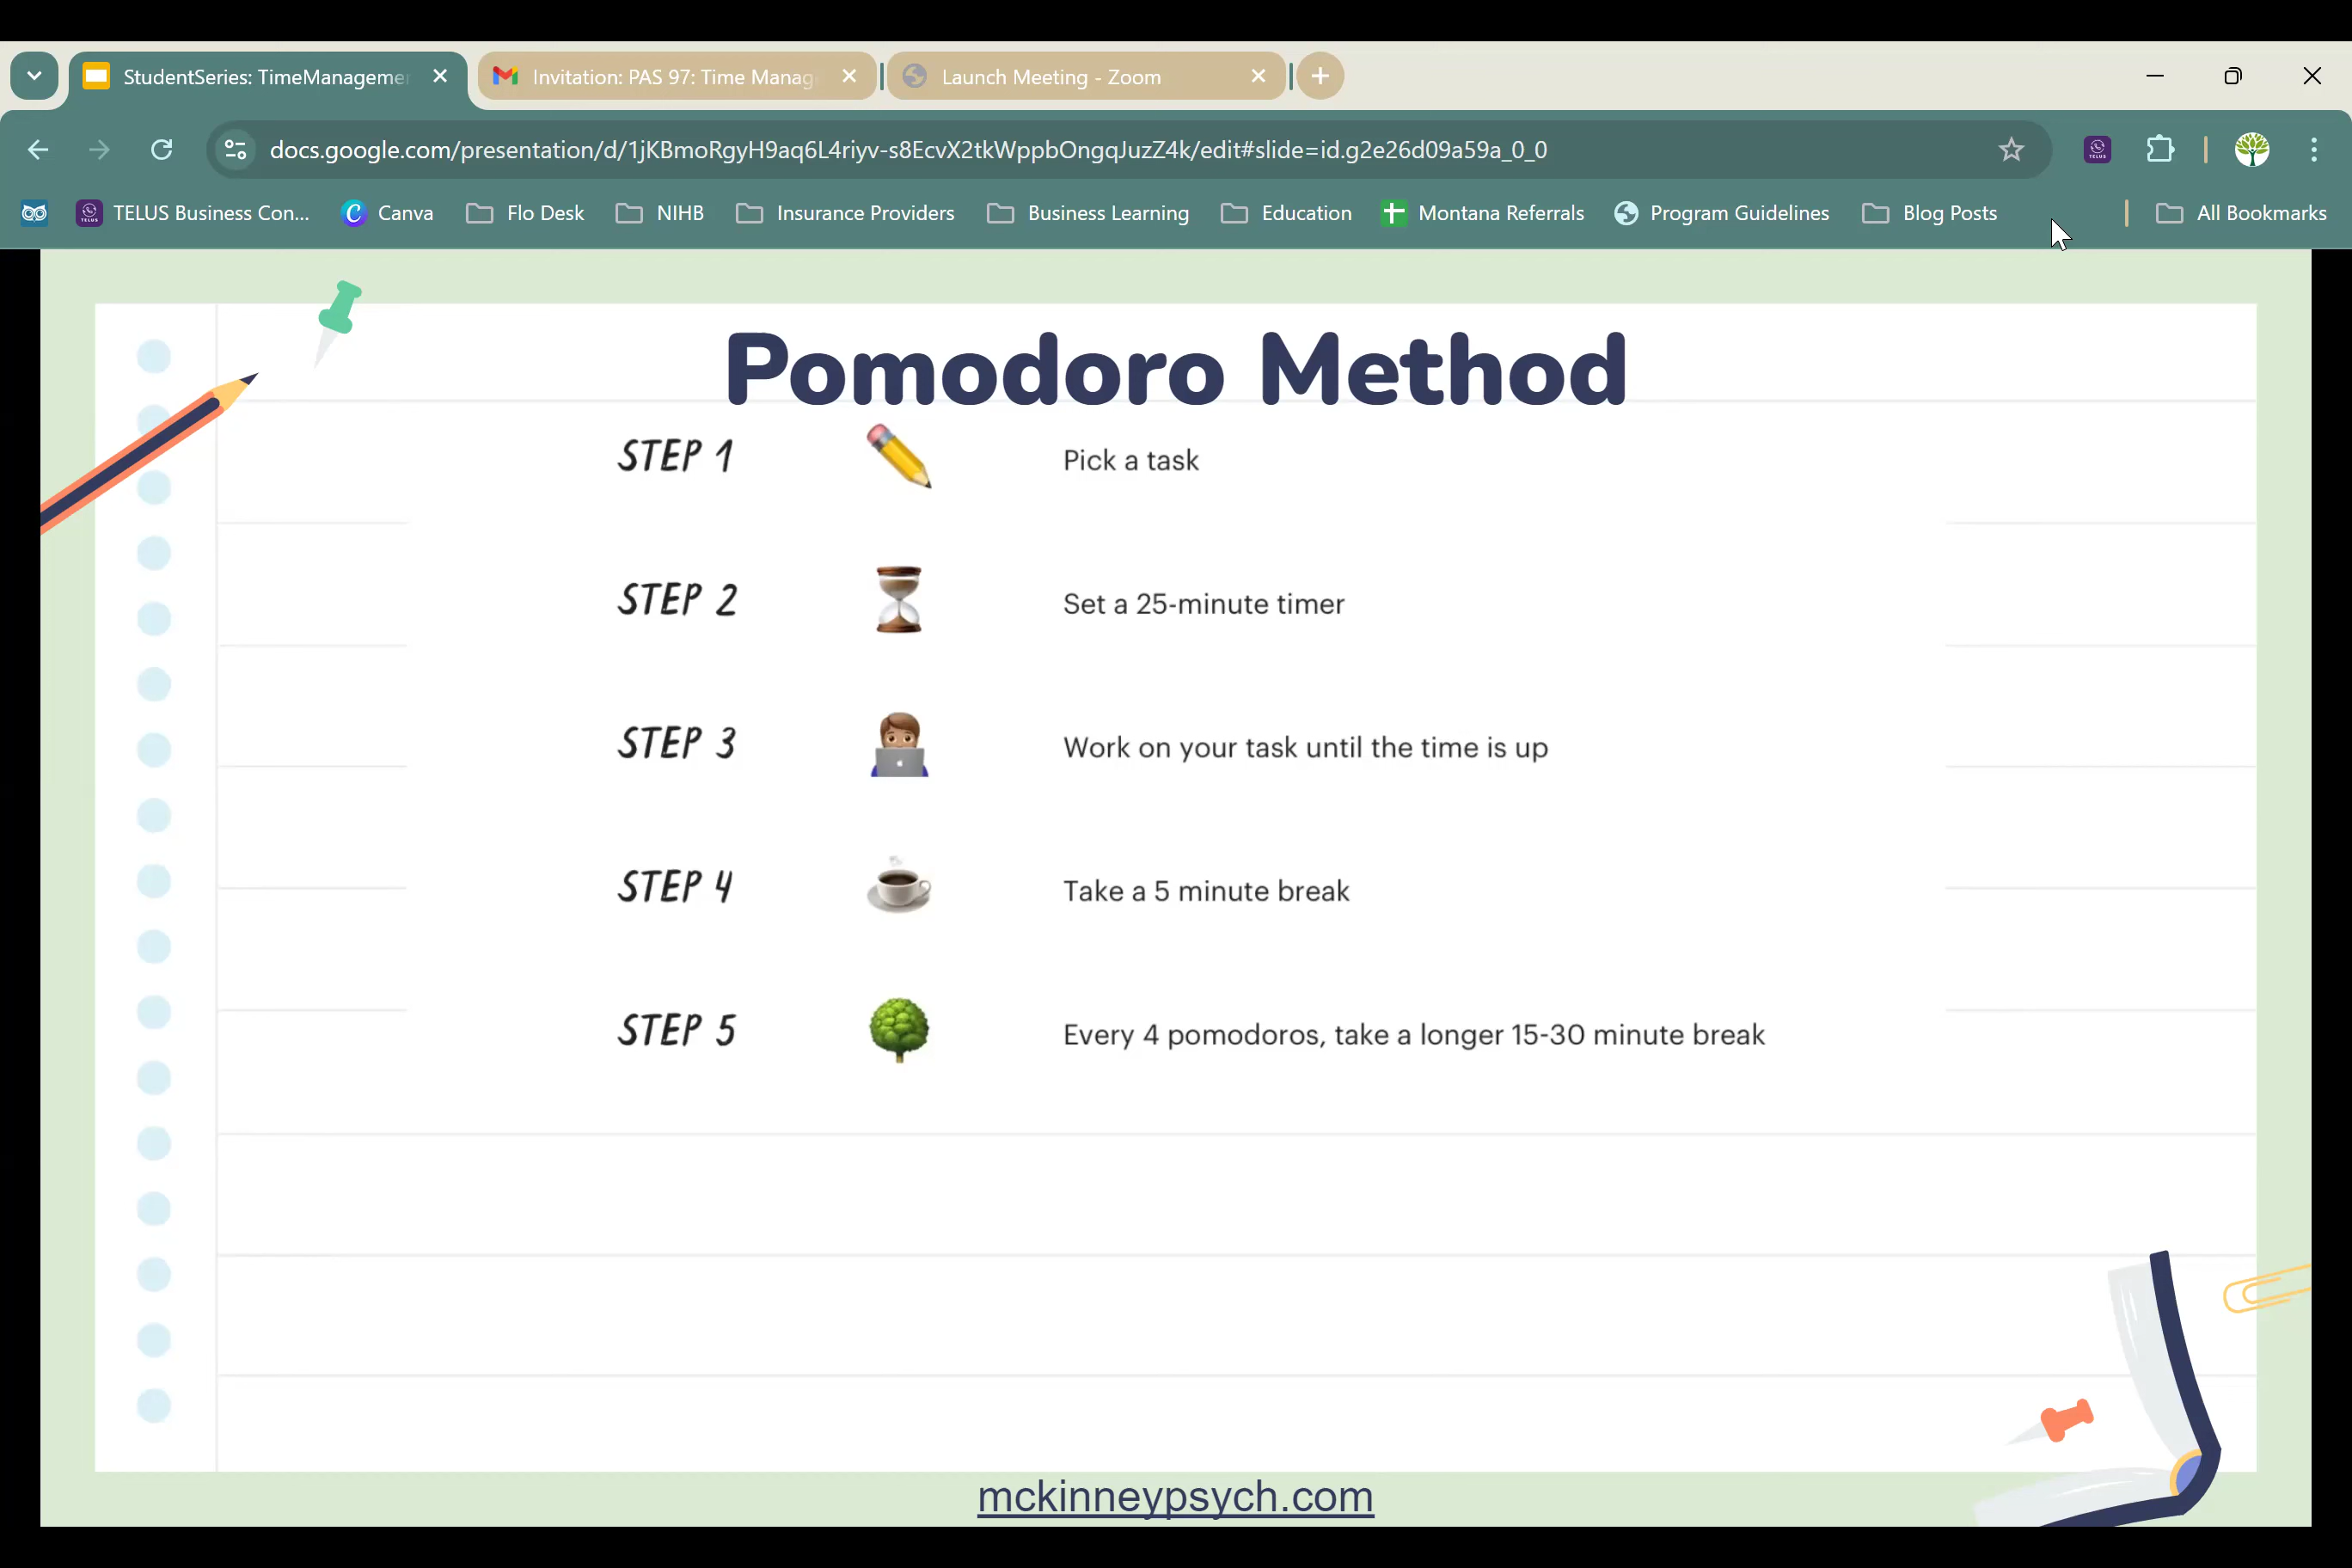 StudentSeries: TimeManagemen
Invitation: PAS 97: Time Manag
Launch Meeting - Zoom
docs.google.com/presentation/d/1jKBmoRgyH9aq6L4riyv-s8EcvX2tkWppbOngqJuzZ4k/edit#slide=id.g2e26d09a59a_0_0
TELUS Business Con...
Canva
Flo Desk
NIHB
Insurance Providers
Business Learning
Education
Montana Referrals
Program Guidelines
Blog Posts
All Bookmarks
Pomodoro Method
STEP 1 Pick a task
STEP 2 Set a 25-minute timer
STEP 3 Work on your task until the time is up
STEP 4 Take a 5 minute break
STEP 5 Every 4 pomodoros, take a longer 15-30 minute break
mckinneypsych.com